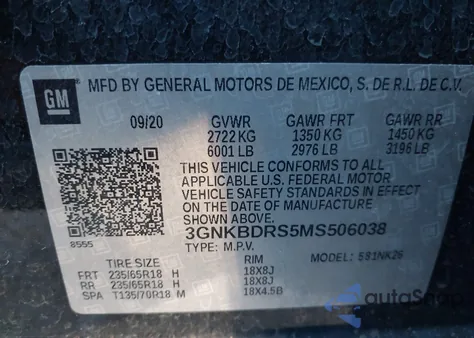 GM
MFD BY GENERAL MOTORS DE MEXICO, S. DE R.L. DE C.V.
09/20 GVWR GAWR FRT GAWR RR
2722 KG 1350 KG 1450 KG
6001 LB 2976 LB 3196 LB
THIS VEHICLE CONFORMS TO ALL
APPLICABLE U.S. FEDERAL MOTOR
VEHICLE SAFETY STANDARDS IN EFFECT
ON THE DATE OF MANUFACTURE
3GNKBDRS5MS506038
8555
TYPE: M.P.V. MODEL: 1NK26
TIRE SIZE RIM
FRT 235/65R18 H 18X8J
RR 235/65R18 H 18X8J
SPA T135/70R18 M 18X4.5B
autoSnap